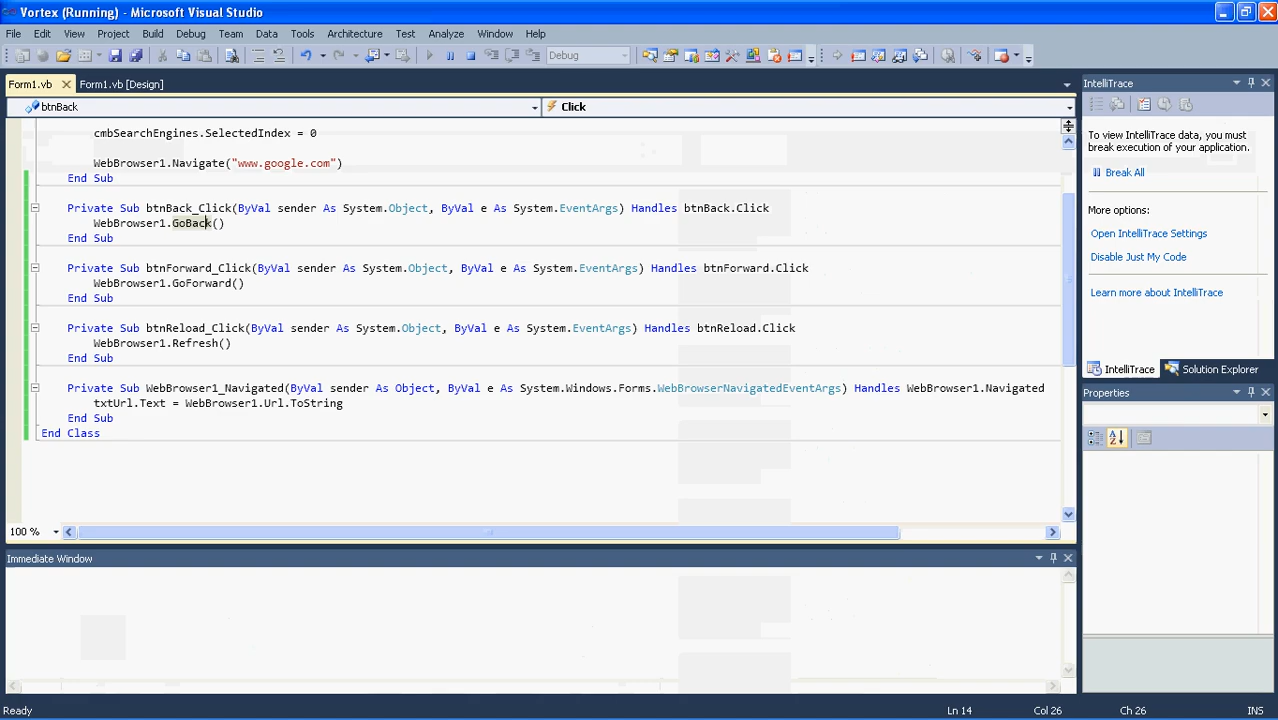 Vortex (Running) - Microsoft Visual Studio
File Edit View Project Build Debug Team Data Tools Architecture Test Analyze Window Help
Debug
Form1.vb Form1.vb [Design]
btnBack Click
cmbSearchEngines.SelectedIndex = 0
WebBrowser1.Navigate("www.google.com")
End Sub
Private Sub btnBack_Click(ByVal sender As System.Object, ByVal e As System.EventArgs) Handles btnBack.Click
WebBrowser1.GoBack()
End Sub
Private Sub btnForward_Click(ByVal sender As System.Object, ByVal e As System.EventArgs) Handles btnForward.Click
WebBrowser1.GoForward()
End Sub
Private Sub btnReload_Click(ByVal sender As System.Object, ByVal e As System.EventArgs) Handles btnReload.Click
WebBrowser1.Refresh()
End Sub
Private Sub WebBrowser1_Navigated(ByVal sender As Object, ByVal e As System.Windows.Forms.WebBrowserNavigatedEventArgs) Handles WebBrowser1.Navigated
txtUrl.Text = WebBrowser1.Url.ToString
End Sub
End Class
100 %
Immediate Window
IntelliTrace
To view IntelliTrace data, you must
break execution of your application.
Break All
More options:
Open IntelliTrace Settings
Disable Just My Code
Learn more about IntelliTrace
IntelliTrace Solution Explorer
Properties
Ready Ln 14 Col 26 Ch 26 INS